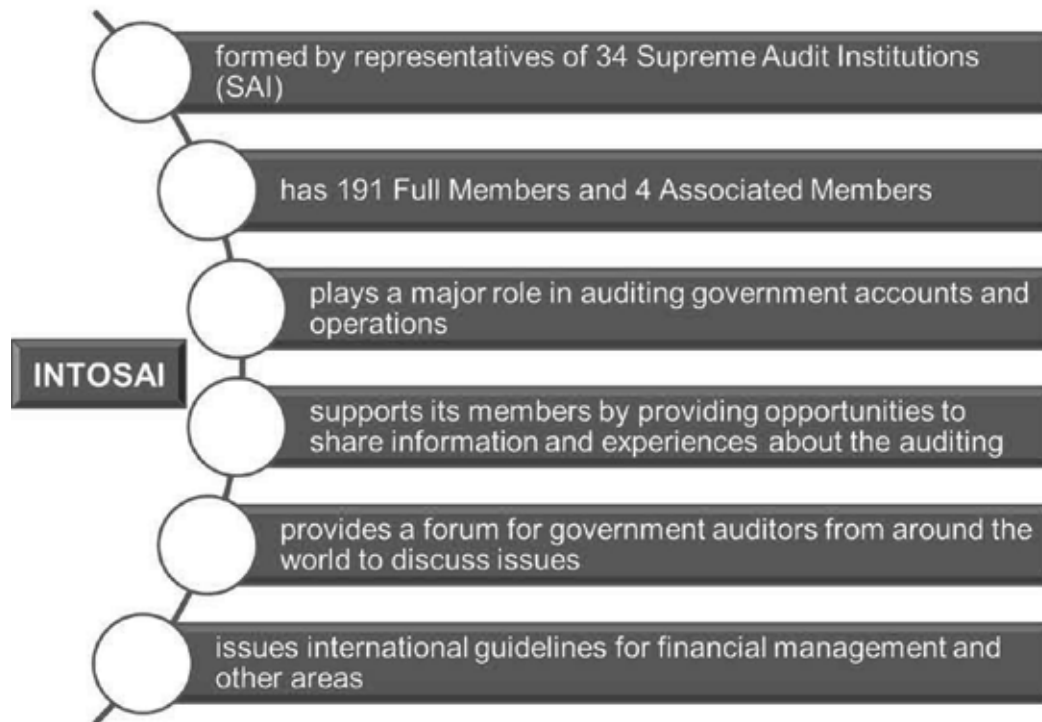 formed by representatives of 34 Supreme Audit Institutions
(SAI)
has 191 Full Members and 4 Associated Members
plays a major role in auditing government accounts and
operations
INTOSAI
supports its members by providing opportunities to
share information and experiences about the auditing
provides a forum for government auditors from around the
world to discuss issues
issues international guidelines for financial management and
other areas